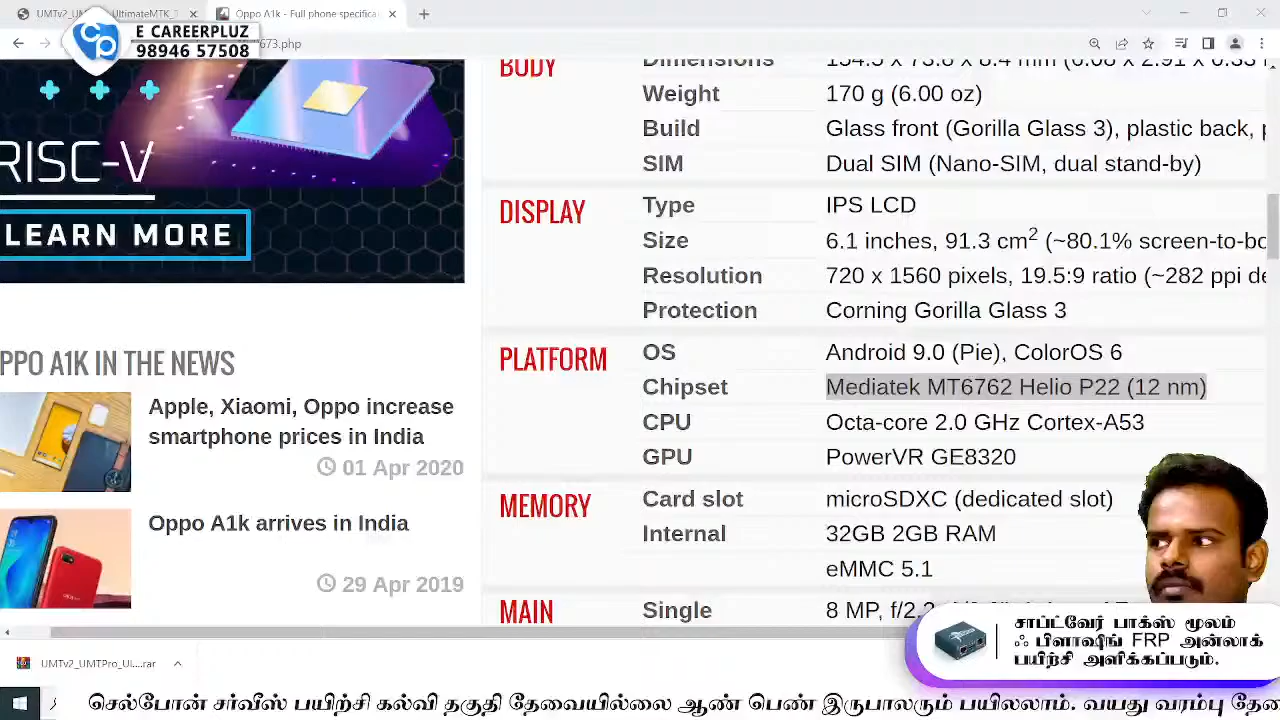 UMTv2_UM
UltimateMTK_
Oppo A1k - Full phone specifica
E CAREERPLUZ
98946 57508
673.php
RISC-V
LEARN MORE
BODY
Weight 170 g (6.00 oz)
Build Glass front (Gorilla Glass 3), plastic back,
SIM Dual SIM (Nano-SIM, dual stand-by)
DISPLAY Type IPS LCD
Size 6.1 inches, 91.3 cm2 (~80.1% screen-to-bo
Resolution 720 x 1560 pixels, 19.5:9 ratio (~282 ppi de
Protection Corning Gorilla Glass 3
PLATFORM OS Android 9.0 (Pie), ColorOS 6
Chipset Mediatek MT6762 Helio P22 (12 nm)
CPU Octa-core 2.0 GHz Cortex-A53
GPU PowerVR GE8320
MEMORY Card slot microSDXC (dedicated slot)
Internal 32GB 2GB RAM
eMMC 5.1
MAIN Single 8 MP,
PPO A1K IN THE NEWS
Apple, Xiaomi, Oppo increase
smartphone prices in India
01 Apr 2020
Oppo A1k arrives in India
29 Apr 2019
சாப்ட்வேர் பாக்ஸ் மூலம்
பிளாஷிங் FRP அன்லாக்
பயிற்சி அளிக்கப்படும்.
UMTv2_UMTPro_Ul....rar
செல்போன் சர்வீஸ் பயிற்சி கல்வி தகுதி தேவையில்லை ஆண் பெண் இருபாலரும் பயிலலாம். வயது வரம்பு தே